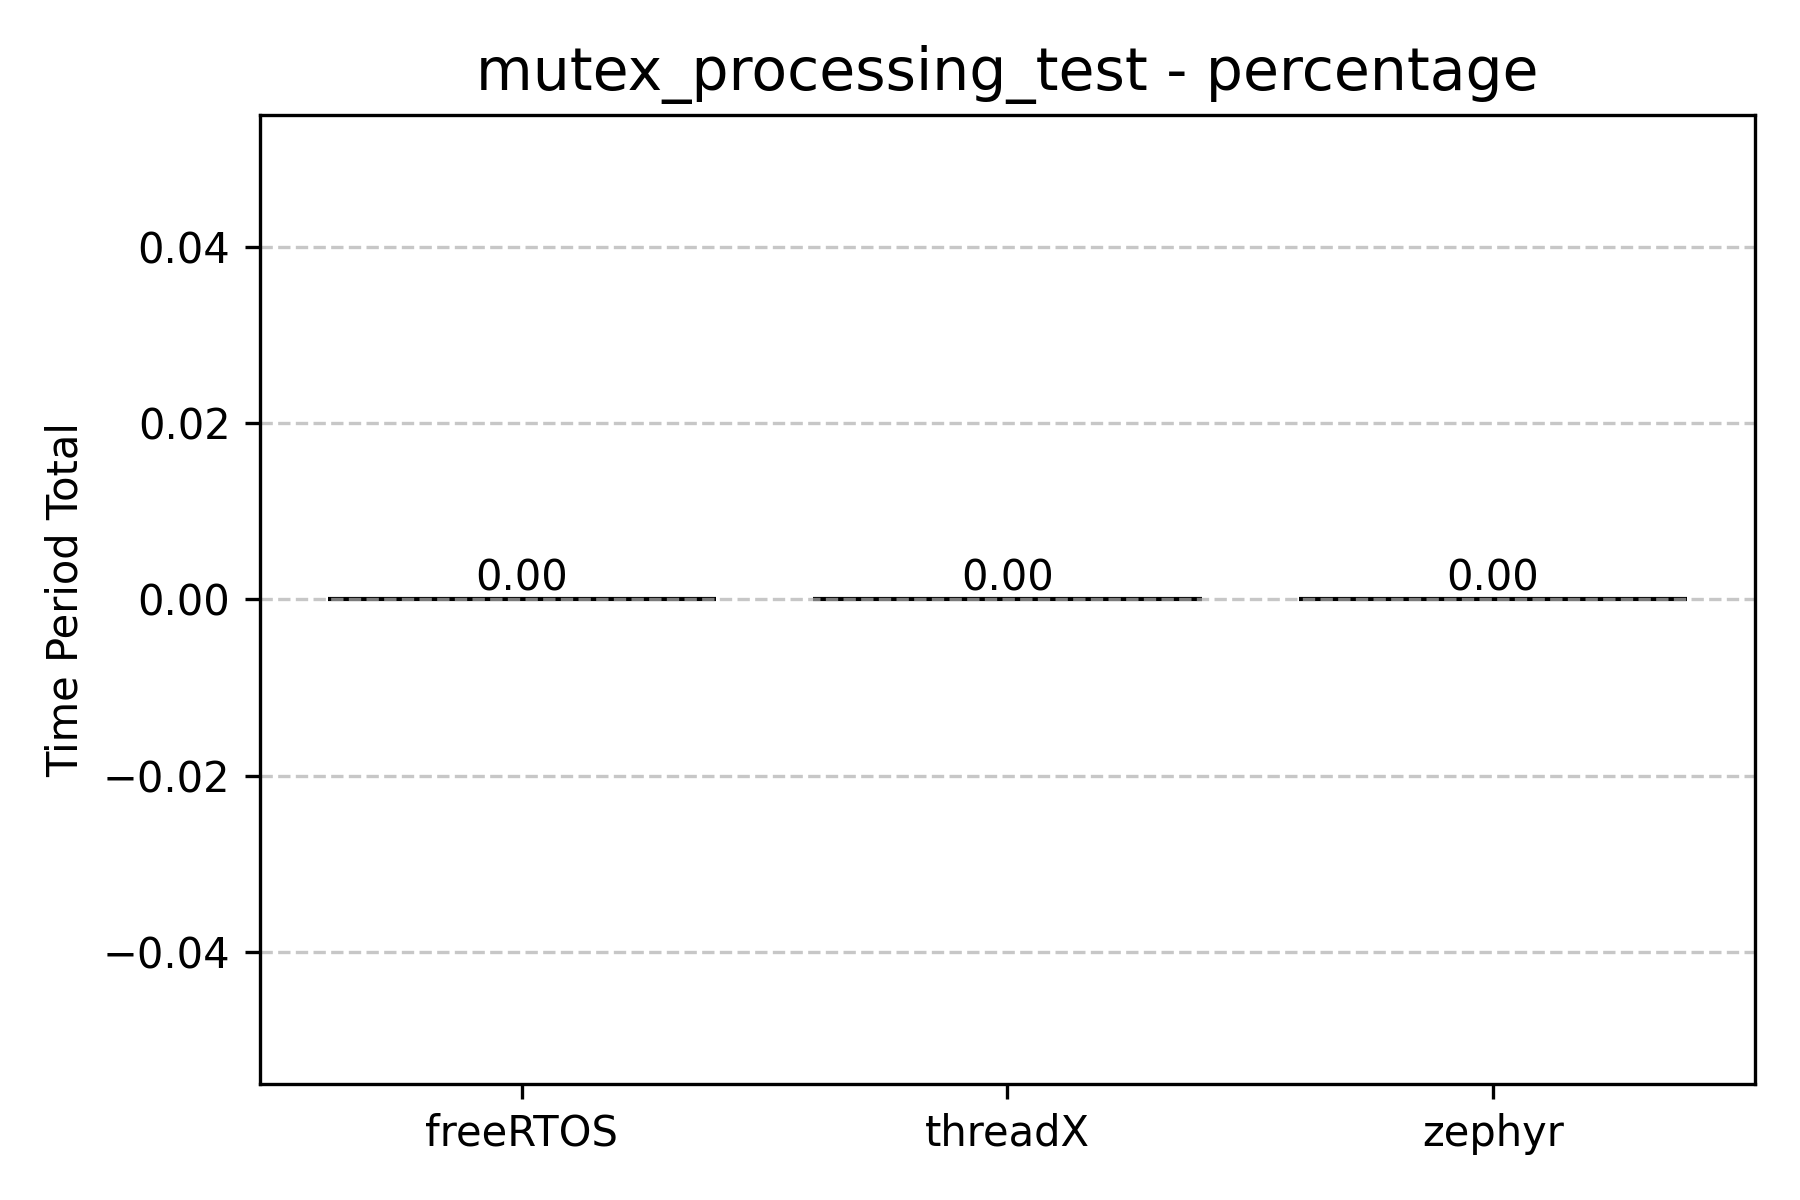 mutex_processing_test - percentage
Time Period Total
0.04
0.02
0.00
−0.02
−0.04
0.00 0.00 0.00
freeRTOS threadX zephyr